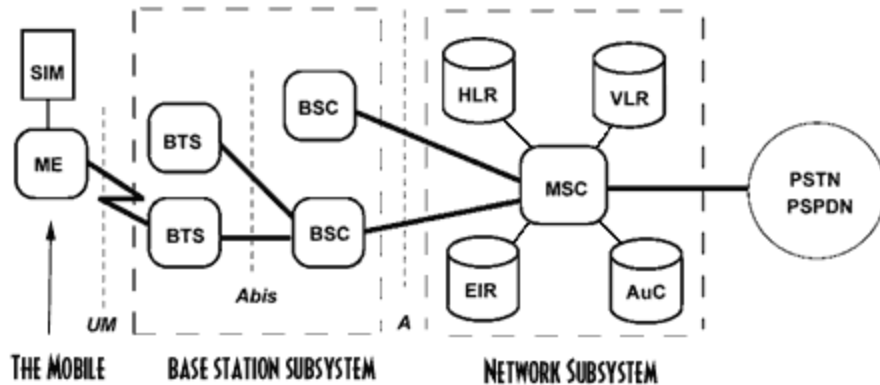 SIM
HLR
VLR
BSC
BTS
ME
MSC
PSTN
PSPDN
BTS
BSC
EIR
AuC
Abis
UM
A
THE MOBILE
BASE STATION SUBSYSTEM
NETWORK SUBSYSTEM